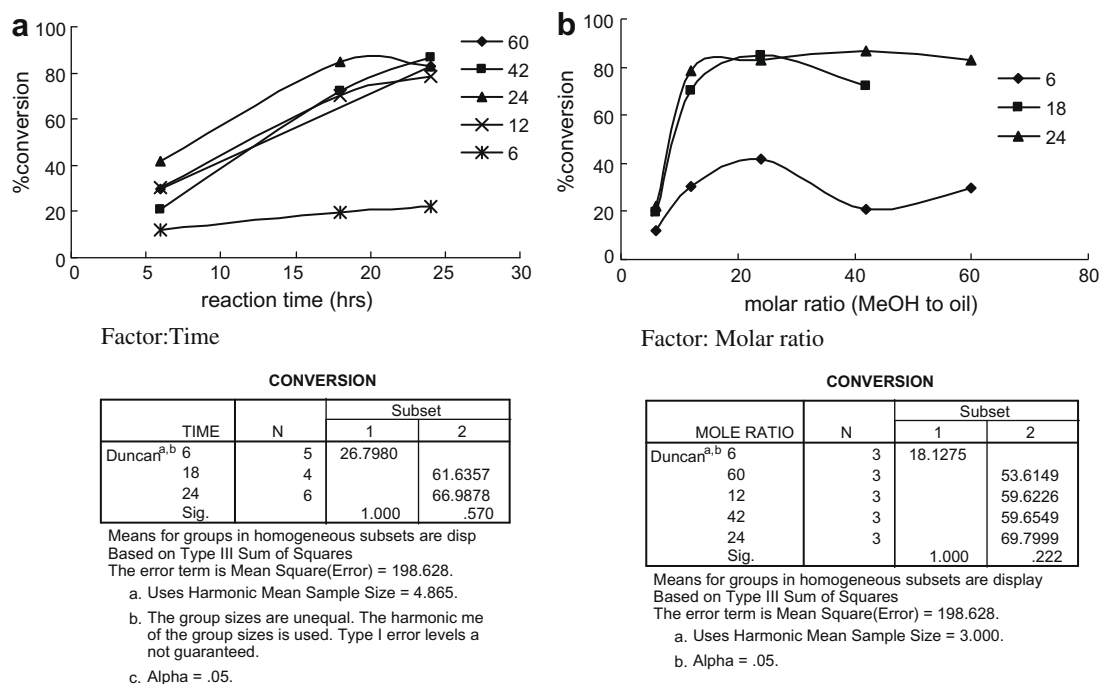 a
100
80
60
40
20
0
%conversion
0 5 10 15 20 25 30
reaction time (hrs)
60
42
24
12
6
Factor:Time
CONVERSION
Subset
TIME N 1 2
Duncan a,b 6 5 26.7980
18 4 61.6357
24 6 66.9878
Sig. 1.000 .570
Means for groups in homogeneous subsets are disp
Based on Type III Sum of Squares
The error term is Mean Square(Error) = 198.628.
a. Uses Harmonic Mean Sample Size = 4.865.
b. The group sizes are unequal. The harmonic me
of the group sizes is used. Type I error levels a
not guaranteed.
c. Alpha = .05.
b
100
80
60
40
20
0
%conversion
0 20 40 60 80
molar ratio (MeOH to oil)
6
18
24
Factor: Molar ratio
CONVERSION
Subset
MOLE RATIO N 1 2
Duncan a,b 6 3 18.1275
60 3 53.6149
12 3 59.6226
42 3 59.6549
24 3 69.7999
Sig. 1.000 .222
Means for groups in homogeneous subsets are display
Based on Type III Sum of Squares
The error term is Mean Square(Error) = 198.628.
a. Uses Harmonic Mean Sample Size = 3.000.
b. Alpha = .05.